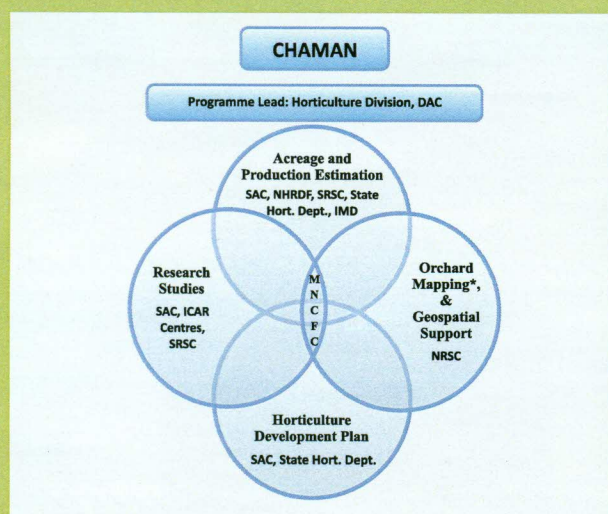 CHAMAN
Programme Lead: Horticulture Division, DAC
Acreage and
Production Estimation
SAC, NHRDF, SRSC, State
Hort. Dept., IMD
Research
Studies
SAC, ICAR
Centres,
SRSC
M
N
C
F
C
Orchard
Mapping*,
&
Geospatial
Support
NRSC
Horticulture
Development Plan
SAC, State Hort. Dept.